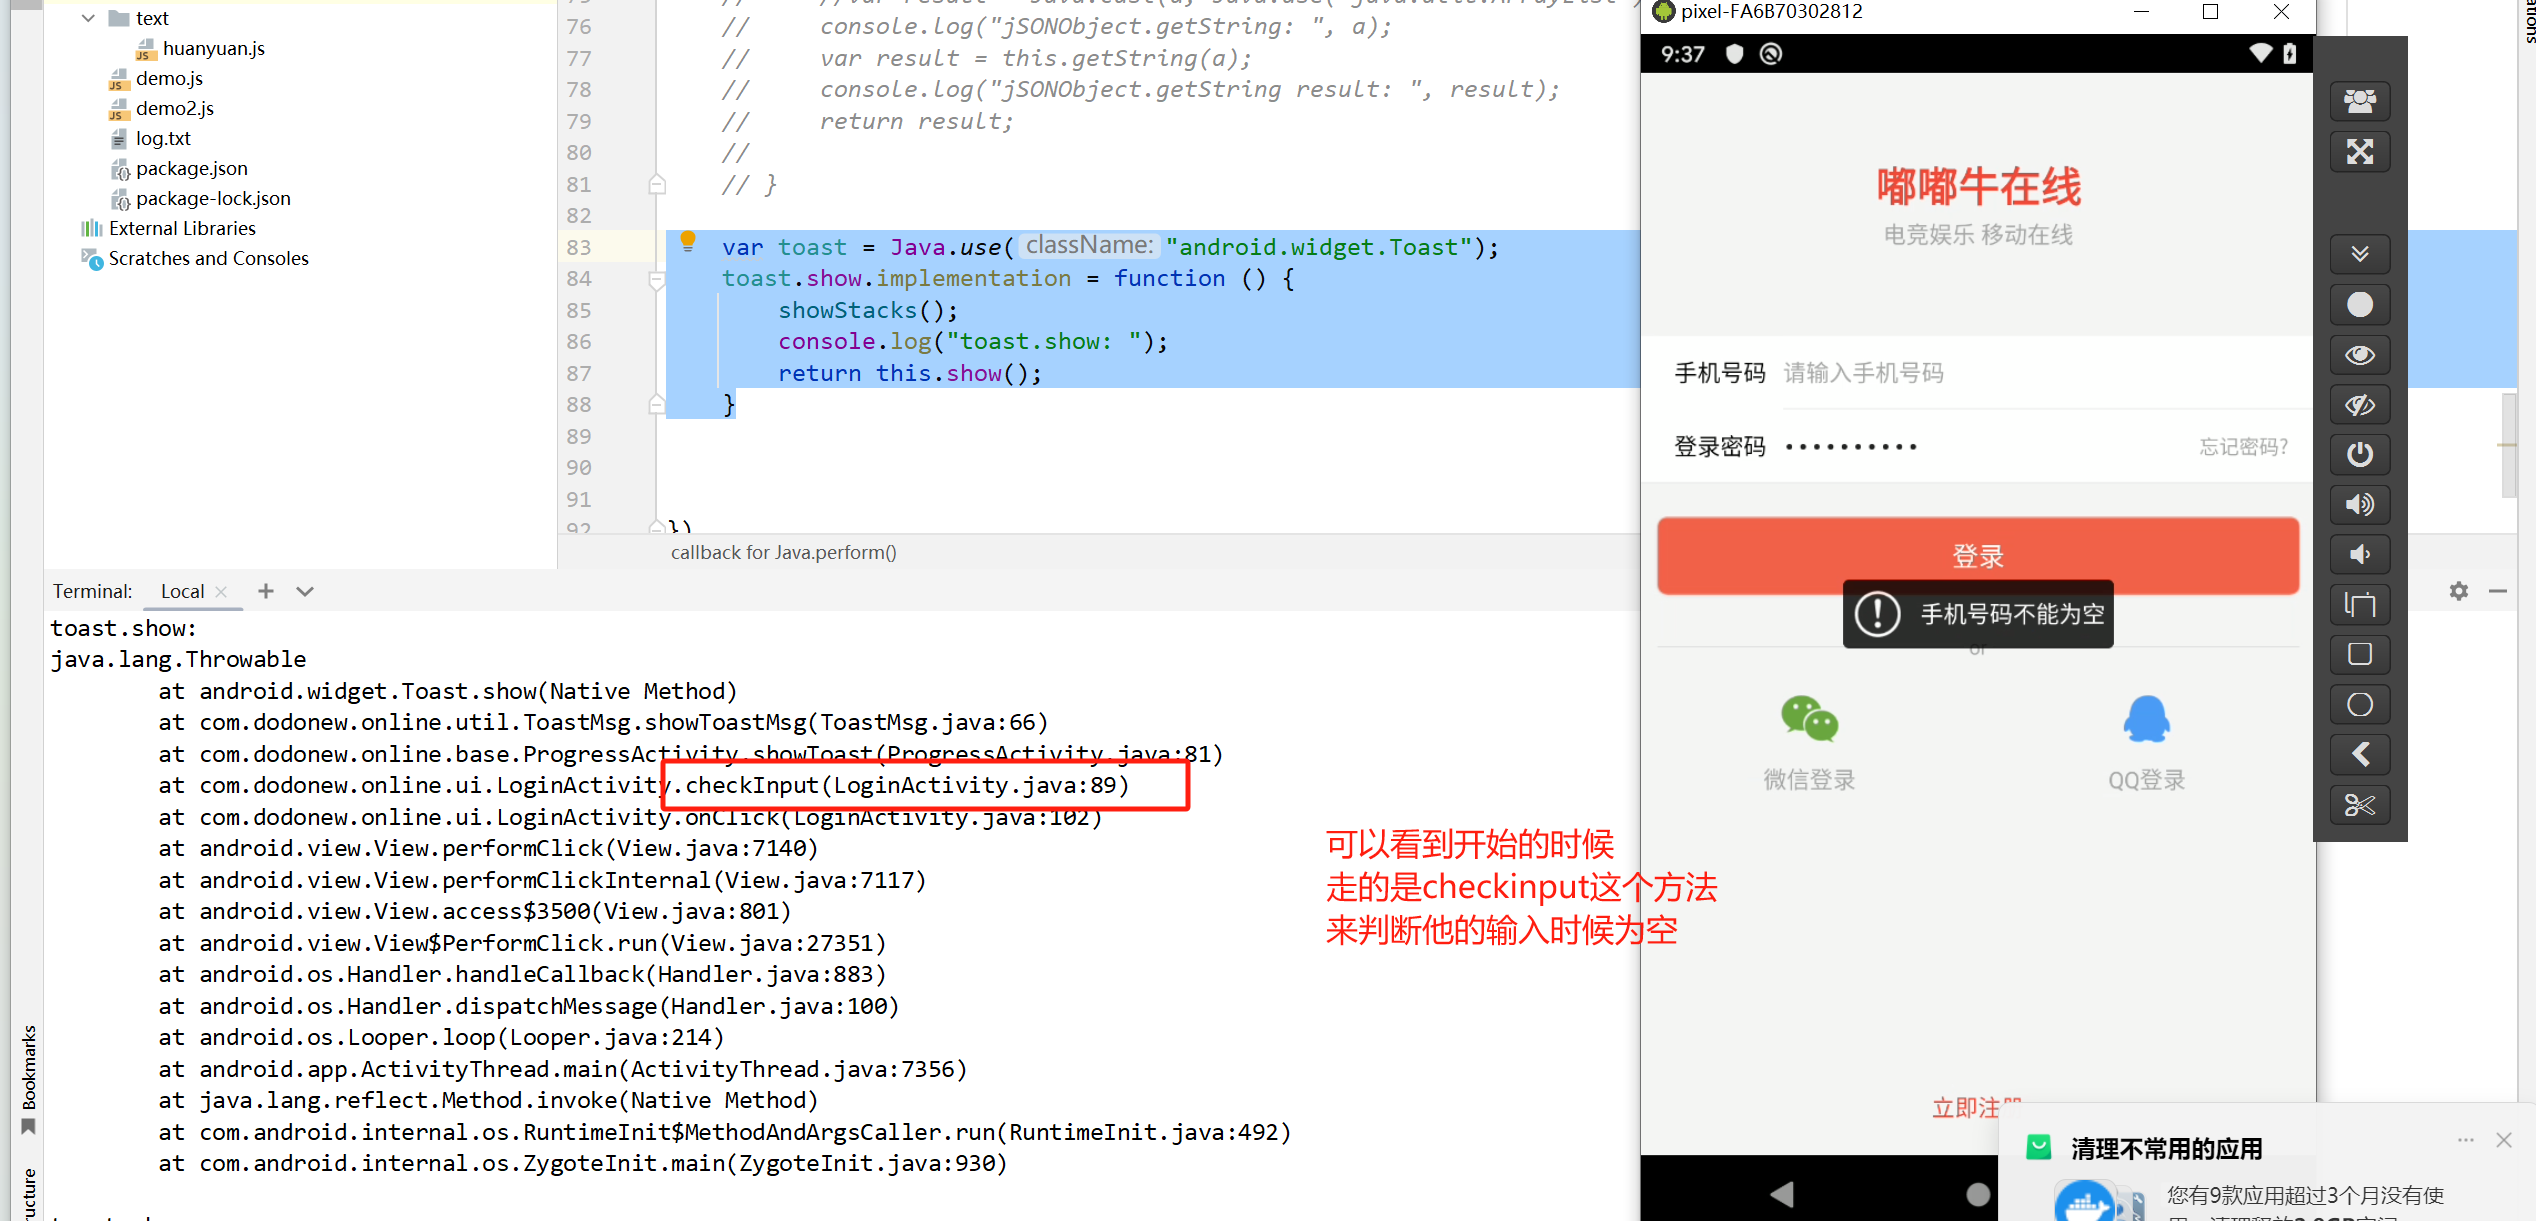 text
huanyuan.js
demo.js
demo2.js
log.txt
package.json
package-lock.json
External Libraries
Scratches and Consoles
76 // console.log("jSONObject.getString: ", a);
77 // var result = this.getString(a);
78 // console.log("jSONObject.getString result: ", result);
79 // return result;
80 //
81 // }
82
83 var toast = Java.use( className: "android.widget.Toast");
84 toast.show.implementation = function () {
85 showStacks();
86 console.log("toast.show: ");
87 return this.show();
88 }
89
90
91
92 })
callback for Java.perform()
Terminal: Local
toast.show:
java.lang.Throwable
at android.widget.Toast.show(Native Method)
at com.dodonew.online.util.ToastMsg.showToastMsg(ToastMsg.java:66)
at com.dodonew.online.base.ProgressActivity.showToast(ProgressActivity.java:81)
at com.dodonew.online.ui.LoginActivity.checkInput(LoginActivity.java:89)
at com.dodonew.online.ui.LoginActivity.onClick(LoginActivity.java:102)
at android.view.View.performClick(View.java:7140)
at android.view.View.performClickInternal(View.java:7117)
at android.view.View.access$3500(View.java:801)
at android.view.View$PerformClick.run(View.java:27351)
at android.os.Handler.handleCallback(Handler.java:883)
at android.os.Handler.dispatchMessage(Handler.java:100)
at android.os.Looper.loop(Looper.java:214)
at android.app.ActivityThread.main(ActivityThread.java:7356)
at java.lang.reflect.Method.invoke(Native Method)
at com.android.internal.os.RuntimeInit$MethodAndArgsCaller.run(RuntimeInit.java:492)
at com.android.internal.os.ZygoteInit.main(ZygoteInit.java:930)
Bookmarks
可以看到开始的时候
走的是checkinput这个方法
来判断他的输入时候为空
pixel-FA6B70302812
9:37
嘟嘟牛在线
电竞娱乐 移动在线
手机号码 请输入手机号码
登录密码 •••••••••• 忘记密码?
登录
手机号码不能为空
or
微信登录 QQ登录
立即注册
清理不常用的应用
您有9款应用超过3个月没有使